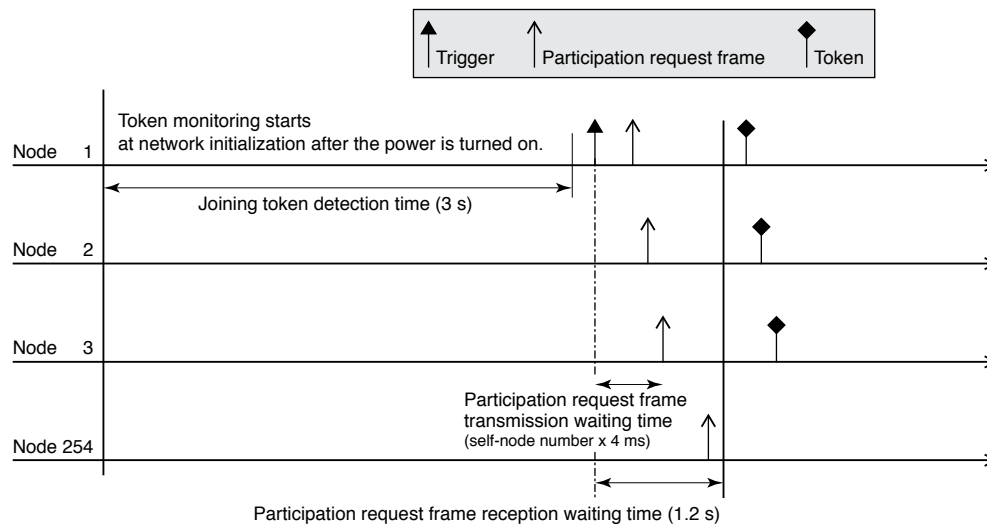 Trigger Participation request frame Token
Token monitoring starts
at network initialization after the power is turned on.
Node 1
Joining token detection time (3 s)
Node 2
Node 3
Participation request frame
transmission waiting time
(self-node number x 4 ms)
Node 254
Participation request frame reception waiting time (1.2 s)